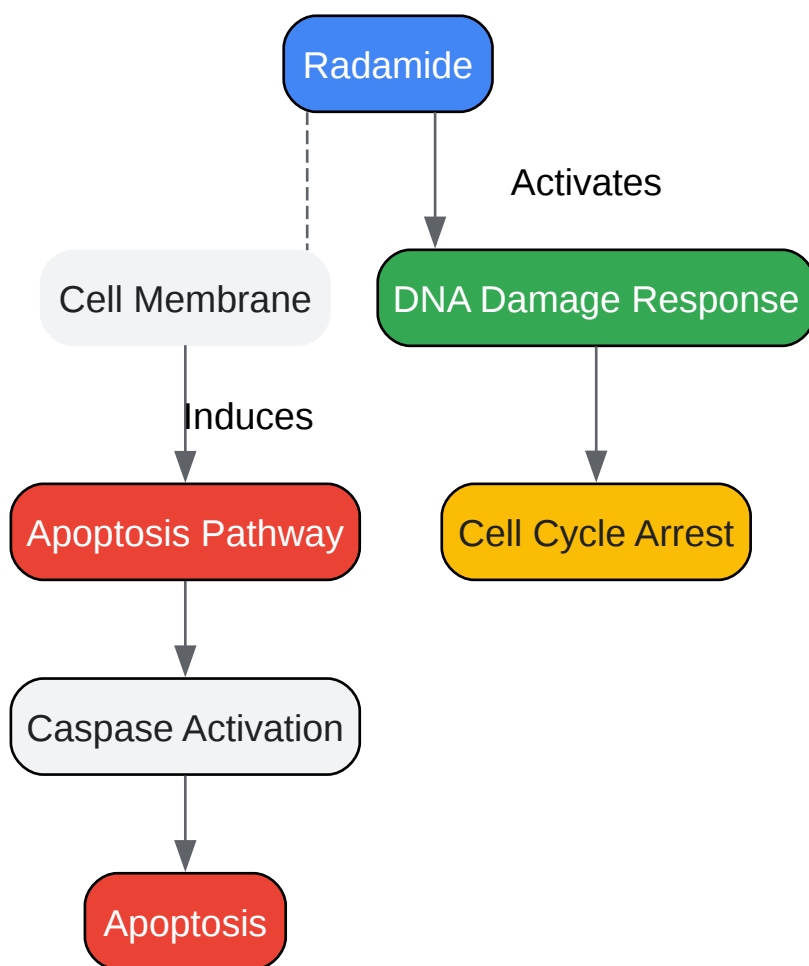 Radamide
Activates
Cell Membrane
DNA Damage Response
Induces
Apoptosis Pathway
Cell Cycle Arrest
Caspase Activation
Apoptosis